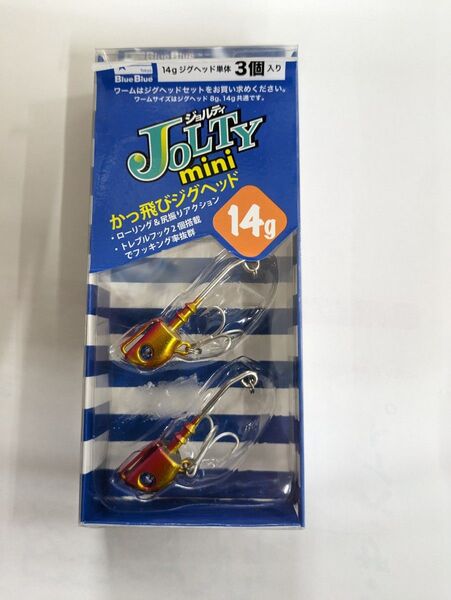 BlueBlue
BlueBlue
14g ジグヘッド単体 3個入り
ワームはジグヘッドセットをお買い求めください。
ワームサイズはジグヘッド 8g, 14g共通です。
ジョルティ
JOLTY
mini
かっ飛びジグヘッド
14g
・ローリング&尻振りアクション
・トレブルフック2個搭載
でフッキング率抜群